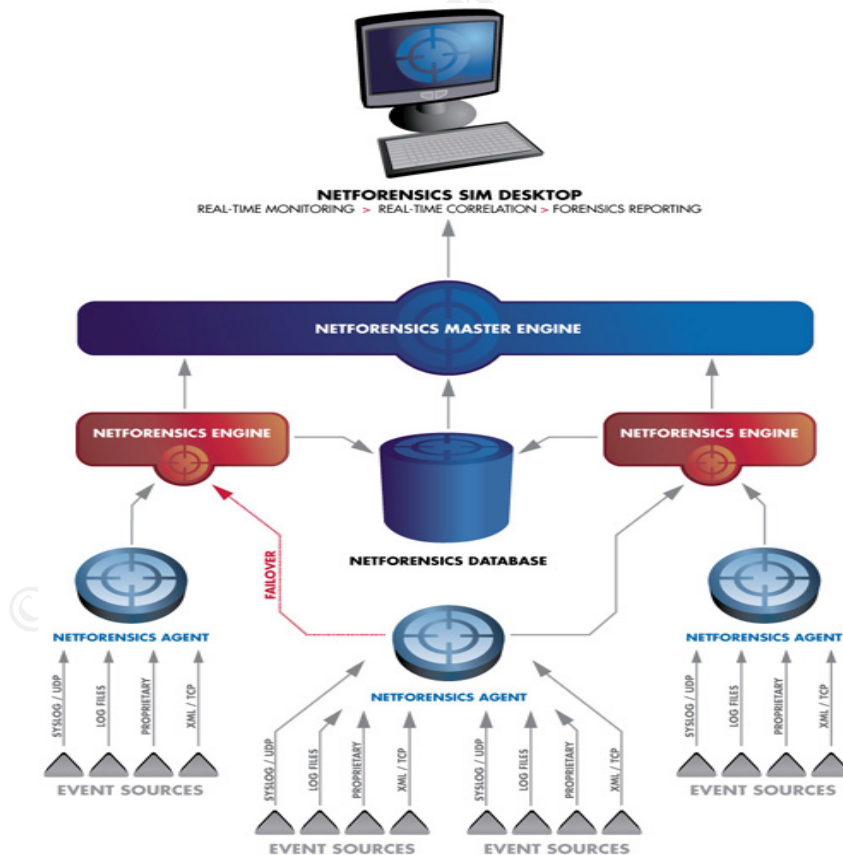 NETFORENSICS SIM DESKTOP
REAL-TIME MONITORING > REAL-TIME CORRELATION > FORENSICS REPORTING
NETFORENSICS MASTER ENGINE
NETFORENSICS ENGINE
NETFORENSICS ENGINE
NETFORENSICS DATABASE
FAILOVER
NETFORENSICS AGENT
NETFORENSICS AGENT
NETFORENSICS AGENT
SYSLOG / UDP
LOG FILES
PROPRIETARY
XML / TCP
EVENT SOURCES
SYSLOG / UDP
LOG FILES
PROPRIETARY
XML / TCP
EVENT SOURCES
SYSLOG / UDP
LOG FILES
PROPRIETARY
XML / TCP
EVENT SOURCES
SYSLOG / UDP
LOG FILES
PROPRIETARY
XML / TCP
EVENT SOURCES